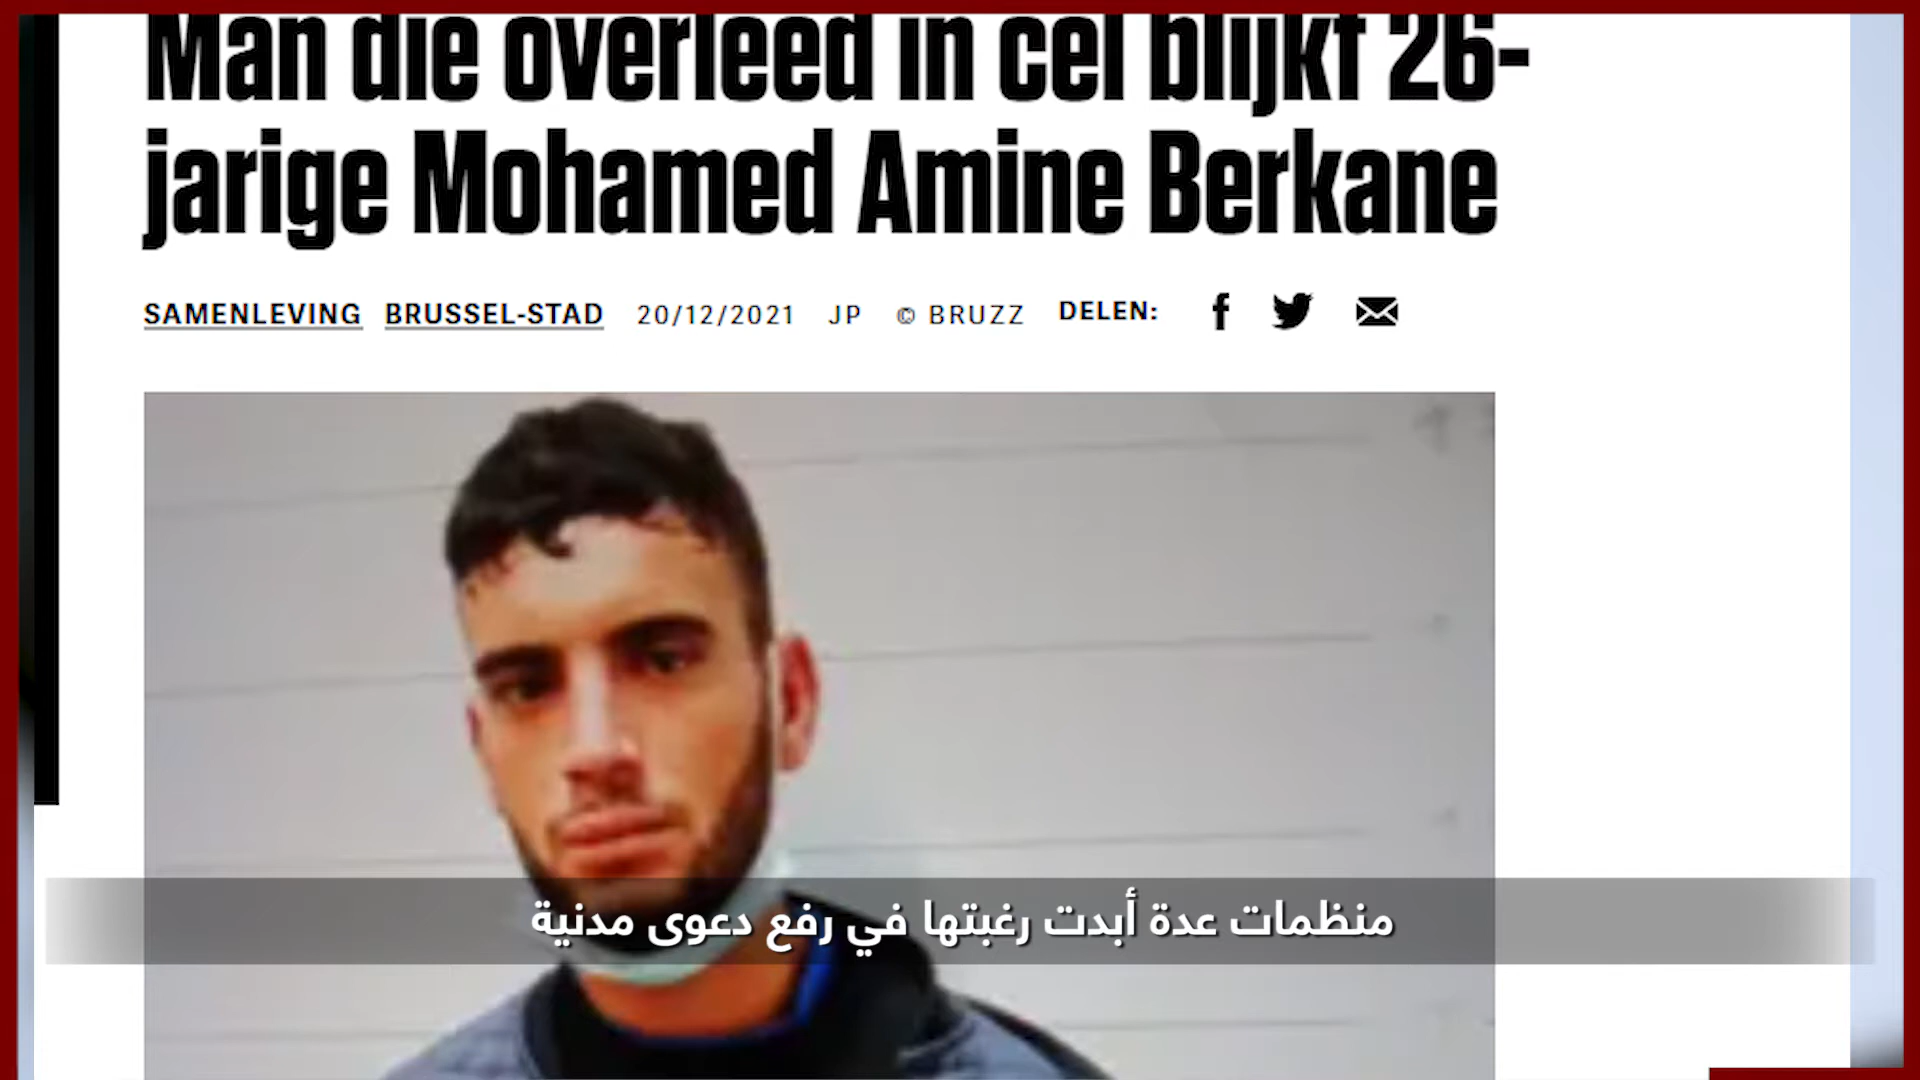 Man die overleed in cel blijkt 26-
jarige Mohamed Amine Berkane
SAMENLEVING BRUSSEL-STAD 20/12/2021 JP © BRUZZ DELEN:
منظمات عدة أبدت رغبتها في رفع دعوى مدنية